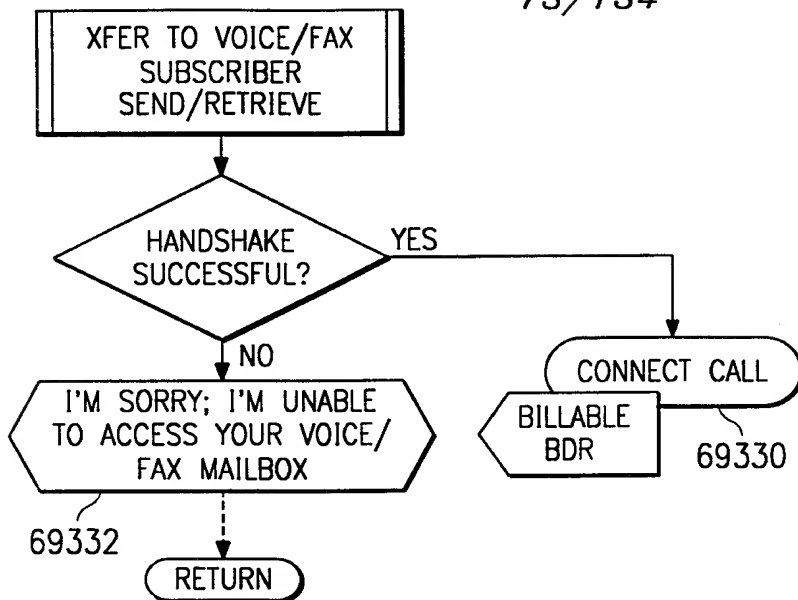 73/154
XFER TO VOICE/FAX
SUBSCRIBER
SEND/RETRIEVE
HANDSHAKE
SUCCESSFUL?
YES
NO
I'M SORRY; I'M UNABLE
TO ACCESS YOUR VOICE/
FAX MAILBOX
69332
RETURN
CONNECT CALL
BILLABLE
BDR
69330